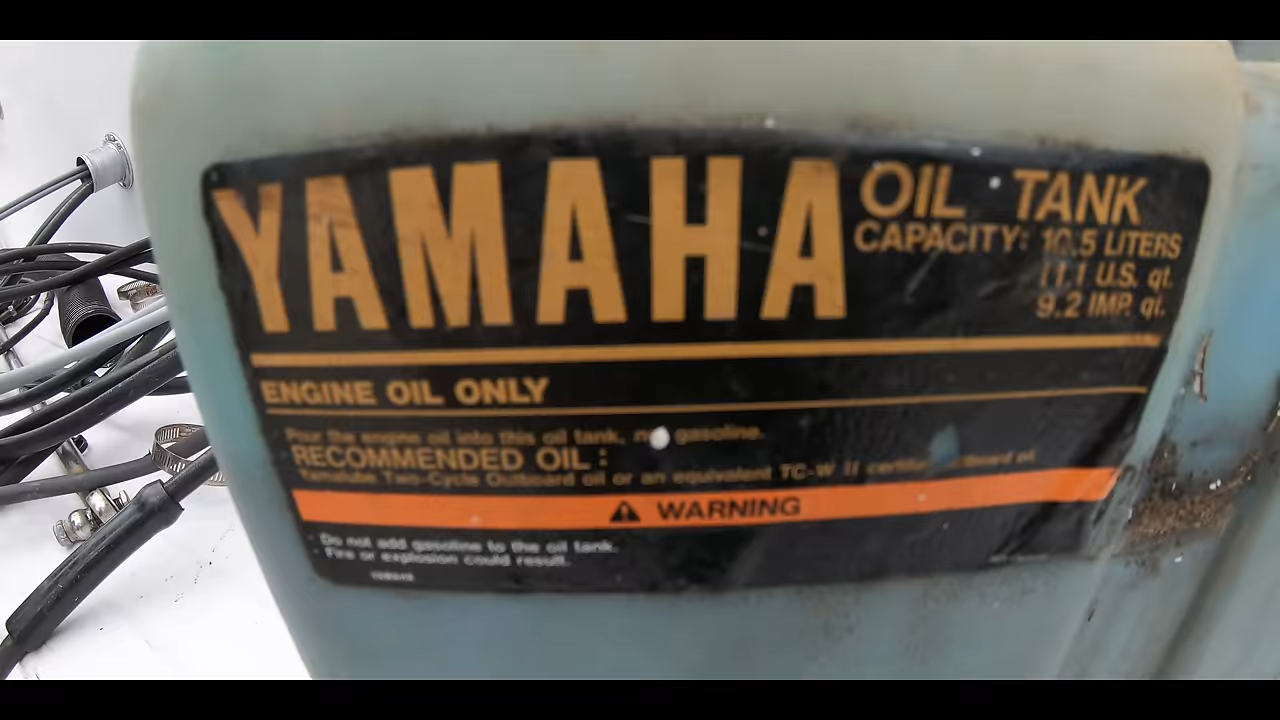 YAMAHA
OIL TANK
CAPACITY: 10.5 LITERS
11.1 U.S. qt.
9.2 IMP. qt.
ENGINE OIL ONLY
Pour the engine oil into this oil tank, gasoline.
RECOMMENDED OIL :
Yamalube Two-Cycle Outboard oil or an equivalent TC-W II oil
WARNING
Do not add gasoline to the oil tank.
Fire or explosion could result.